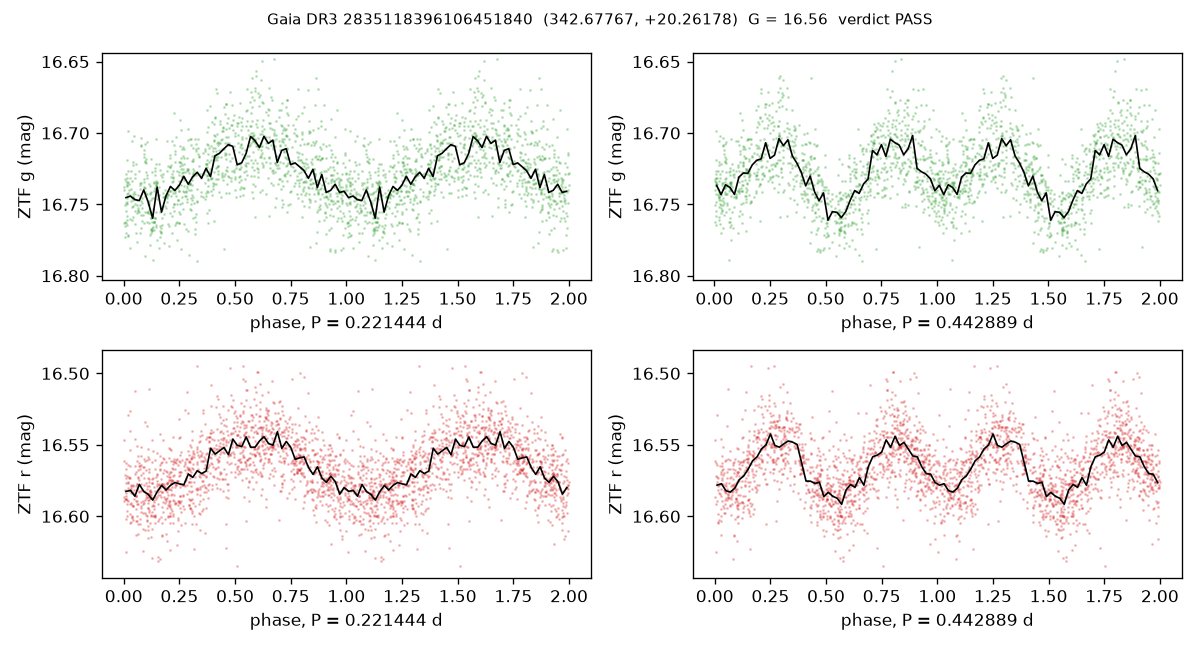 Gaia DR3 2835118396106451840 (342.67767, +20.26178) G = 16.56 verdict PASS
16.65
16.70
16.75
16.80
ZTF g (mag)
0.00 0.25 0.50 0.75 1.00 1.25 1.50 1.75 2.00
phase, P = 0.221444 d
16.65
16.70
16.75
16.80
ZTF g (mag)
0.00 0.25 0.50 0.75 1.00 1.25 1.50 1.75 2.00
phase, P = 0.442889 d
16.50
16.55
16.60
ZTF r (mag)
0.00 0.25 0.50 0.75 1.00 1.25 1.50 1.75 2.00
phase, P = 0.221444 d
16.50
16.55
16.60
ZTF r (mag)
0.00 0.25 0.50 0.75 1.00 1.25 1.50 1.75 2.00
phase, P = 0.442889 d